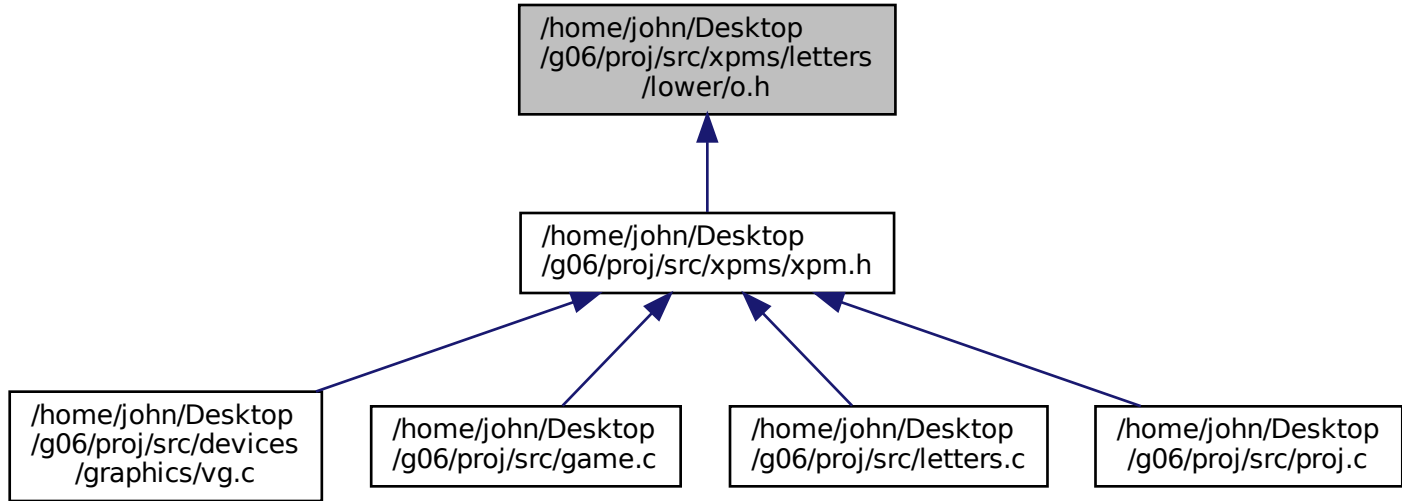 /home/john/Desktop
/g06/proj/src/xpms/letters
/lower/o.h
/home/john/Desktop
/g06/proj/src/xpms/xpm.h
/home/john/Desktop
/g06/proj/src/devices
/graphics/vg.c
/home/john/Desktop
/g06/proj/src/game.c
/home/john/Desktop
/g06/proj/src/letters.c
/home/john/Desktop
/g06/proj/src/proj.c